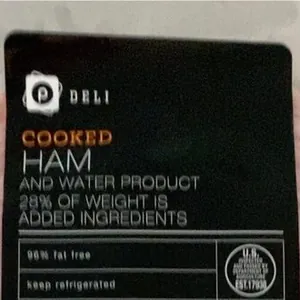 P DELI
COOKED
HAM
AND WATER PRODUCT
28% OF WEIGHT IS
ADDED INGREDIENTS
96% fat free
keep refrigerated
U.S.
INSPECTED
AND PASSED BY
DEPARTMENT OF
AGRICULTURE
EST.17930